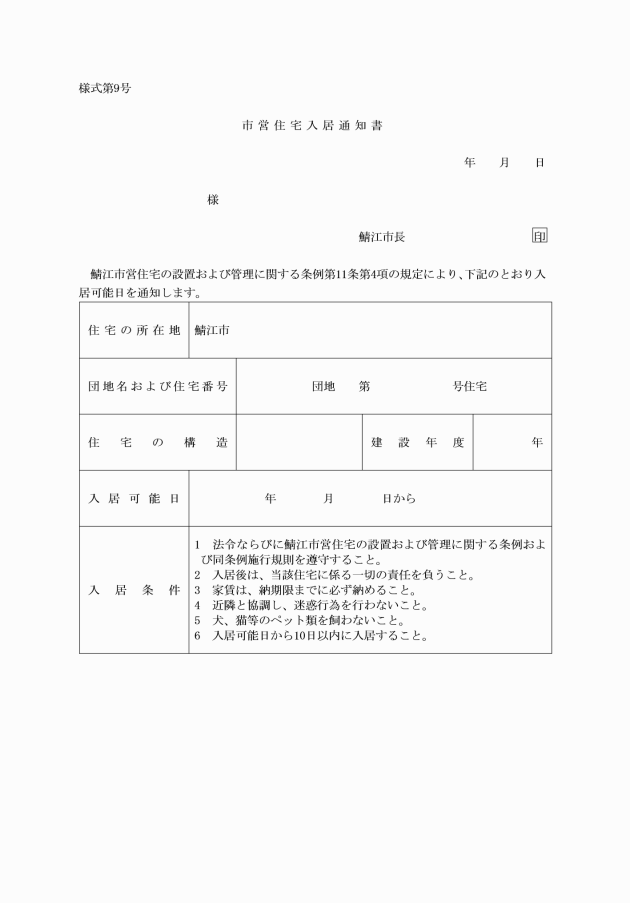 様式第9号
市営住宅入居通知書
年　　月　　日
様
鯖江市長　　印
鯖江市営住宅の設置および管理に関する条例第11条第4項の規定により、下記のとおり入
居可能日を通知します。
住宅の所在地　鯖江市
団地名および住宅番号　団地　　第　　　　　　　号住宅
住宅の構造　　建設年度　　年
入居可能日　　年　　　　月　　　　日から
1　法令ならびに鯖江市営住宅の設置および管理に関する条例およ
び同条例施行規則を遵守すること。
2　入居後は、当該住宅に係る一切の責任を負うこと。
入居条件　3　家賃は、納期限までに必ず納めること。
4　近隣と協調し、迷惑行為を行わないこと。
5　犬、猫等のペット類を飼わないこと。
6　入居可能日から10日以内に入居すること。